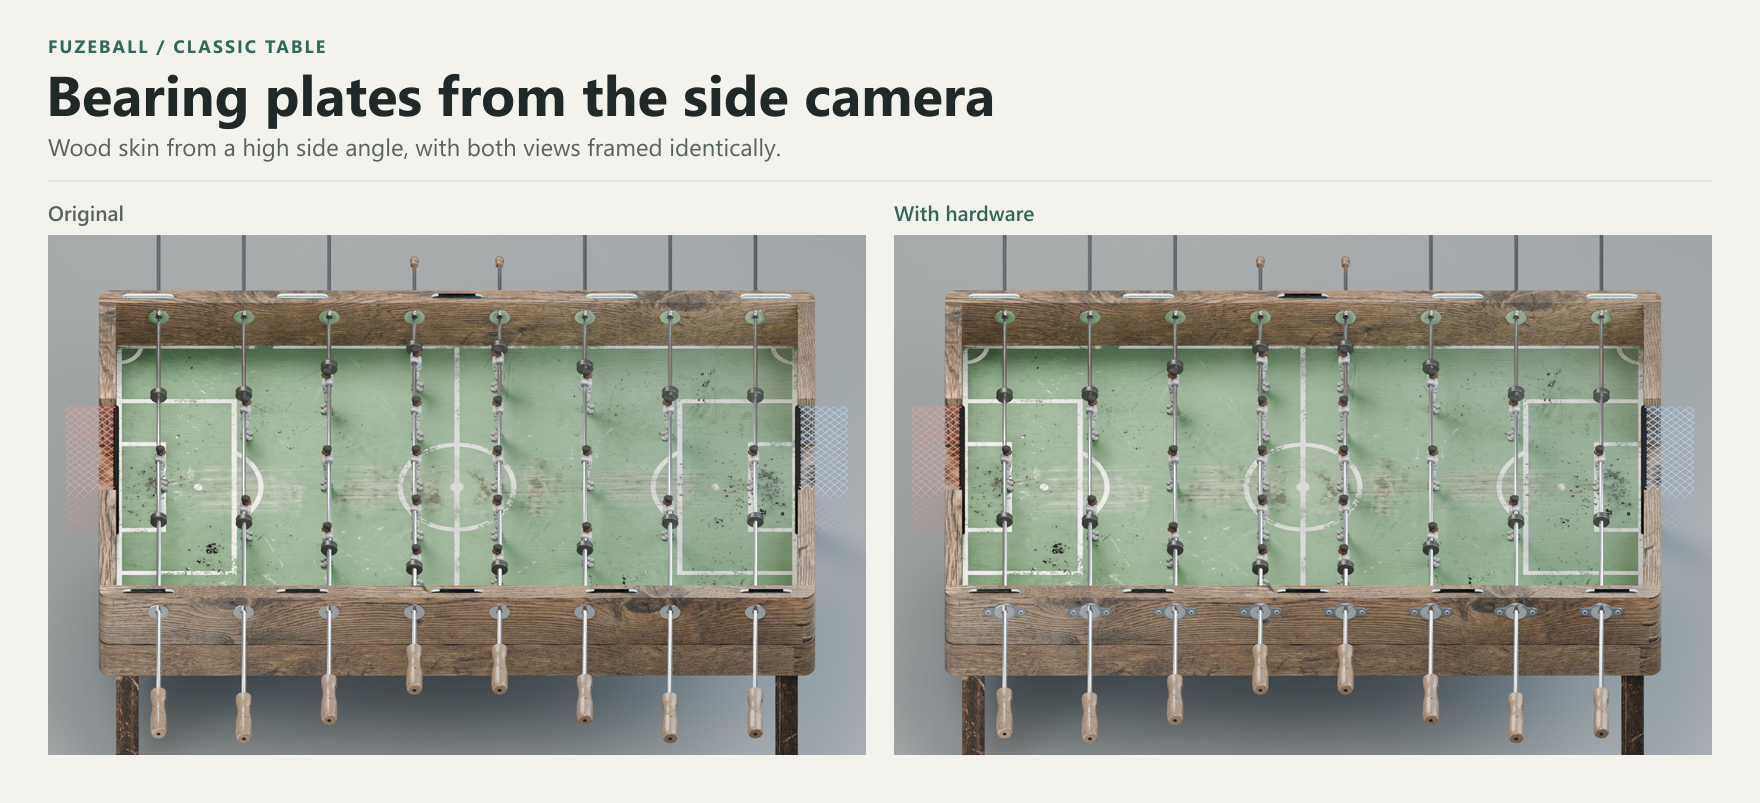 FUZEBALL / CLASSIC TABLE
Bearing plates from the side camera
Wood skin from a high side angle, with both views framed identically.
Original
With hardware